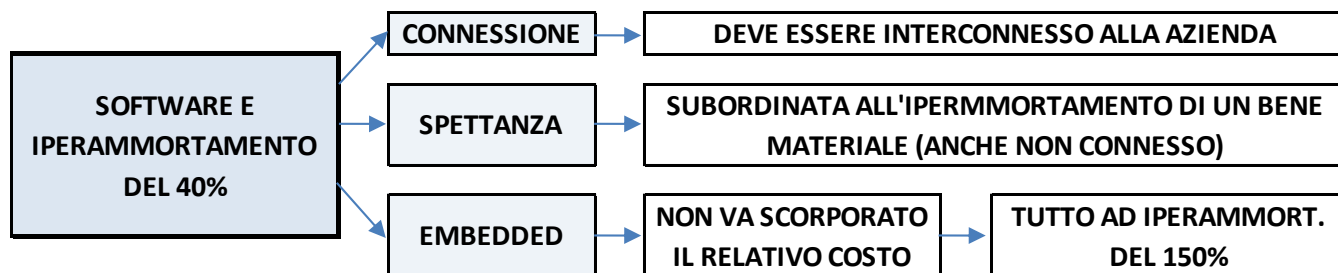 SOFTWARE E
IPERAMMORTAMENTO
DEL 40%
CONNESSIONE
DEVE ESSERE INTERCONNESSO ALLA AZIENDA
SPETTANZA
SUBORDINATA ALL'IPERMMORTAMENTO DI UN BENE
MATERIALE (ANCHE NON CONNESSO)
EMBEDDED
NON VA SCORPORATO
IL RELATIVO COSTO
TUTTO AD IPERAMMORT.
DEL 150%